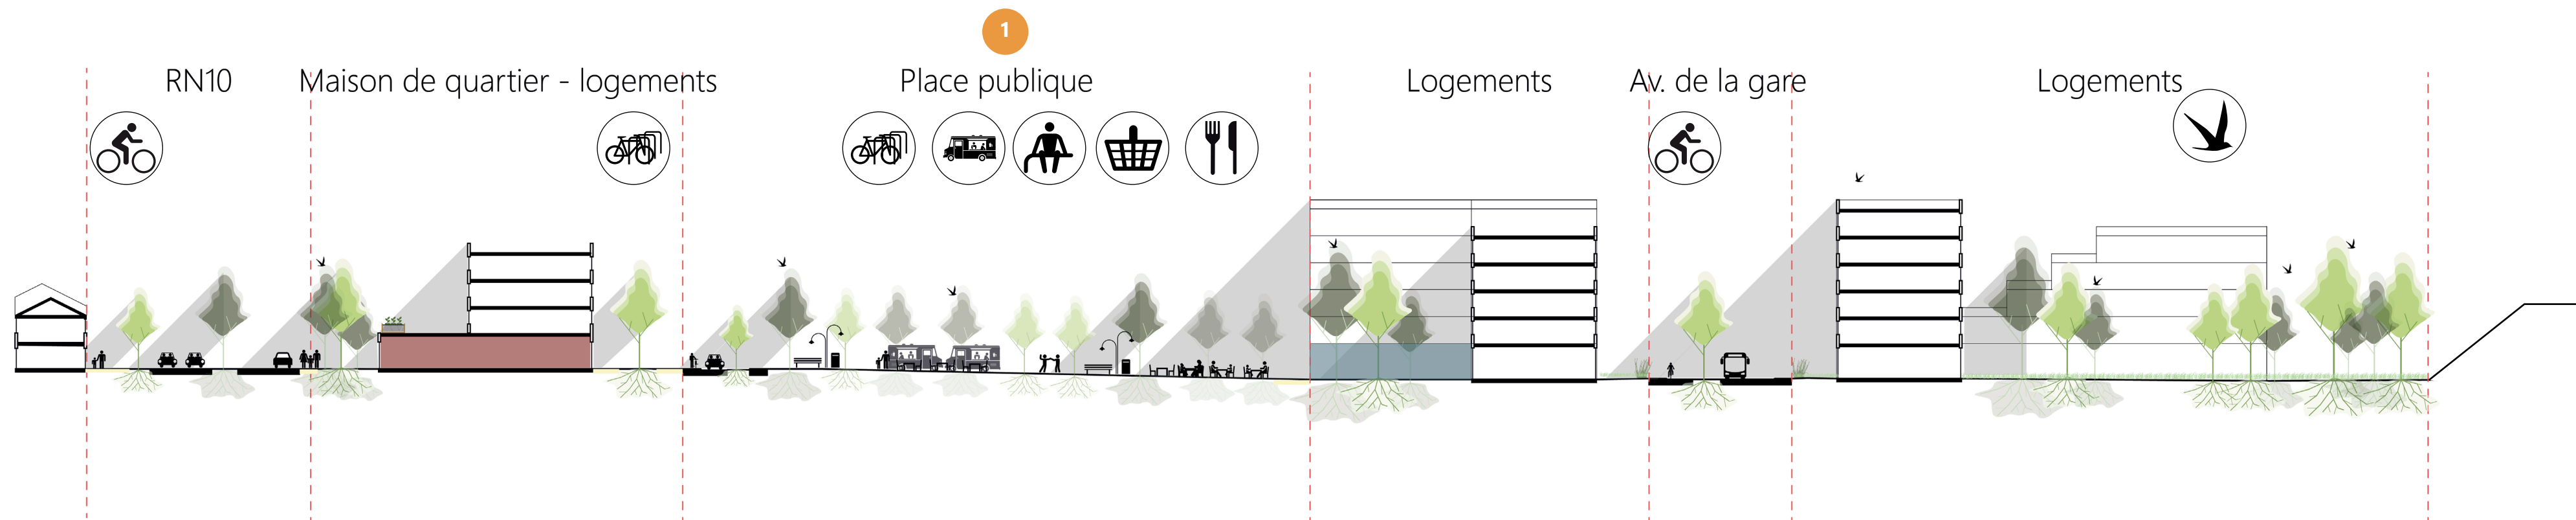 1
RN10
Maison de quartier - logements
Place publique
Logements
Av. de la gare
Logements